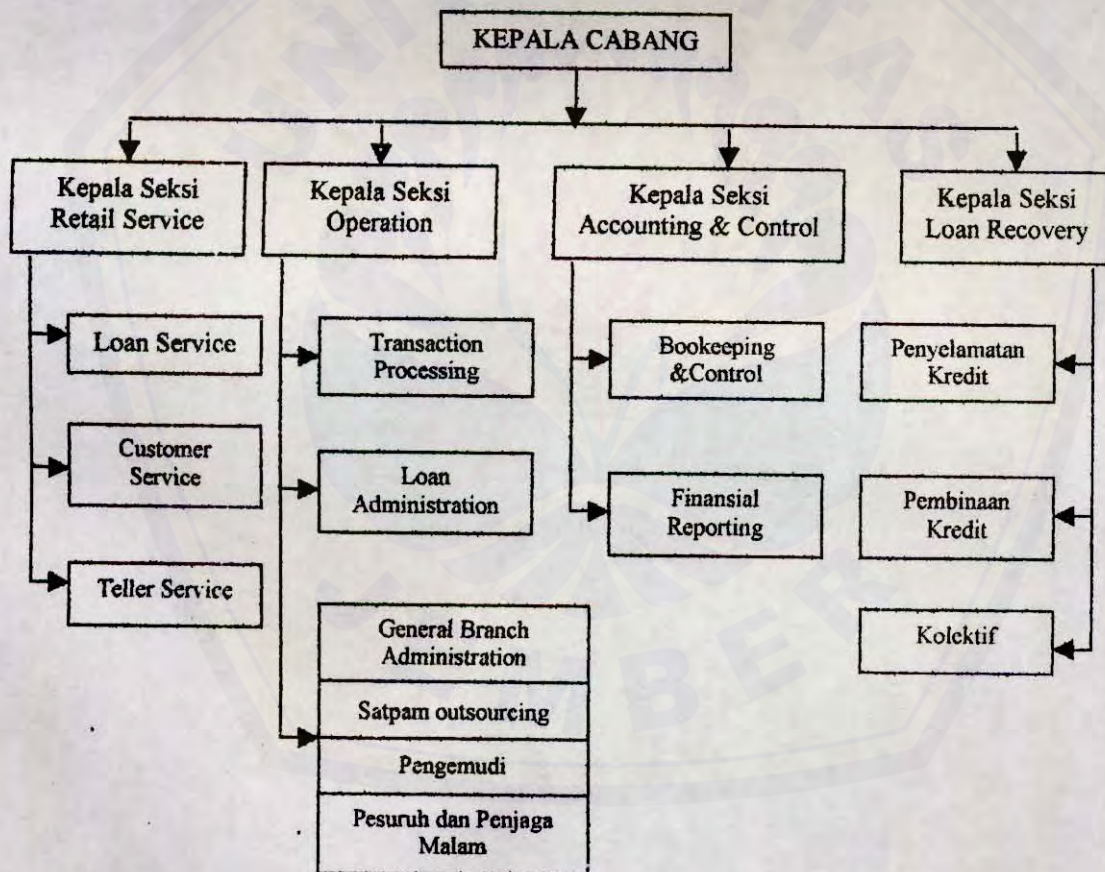 KEPALA CABANG
Kepala Seksi
Retail Service
Kepala Seksi
Operation
Kepala Seksi
Accounting & Control
Kepala Seksi
Loan Recovery
Loan Service
Customer
Service
Teller Service
Transaction
Processing
Loan
Administration
General Branch
Administration
Satpam outsourcing
Pengemudi
Pesuruh dan Penjaga
Malam
Bookeeping
&Control
Finansial
Reporting
Penyelamatan
Kredit
Pembinaan
Kredit
Kolektif